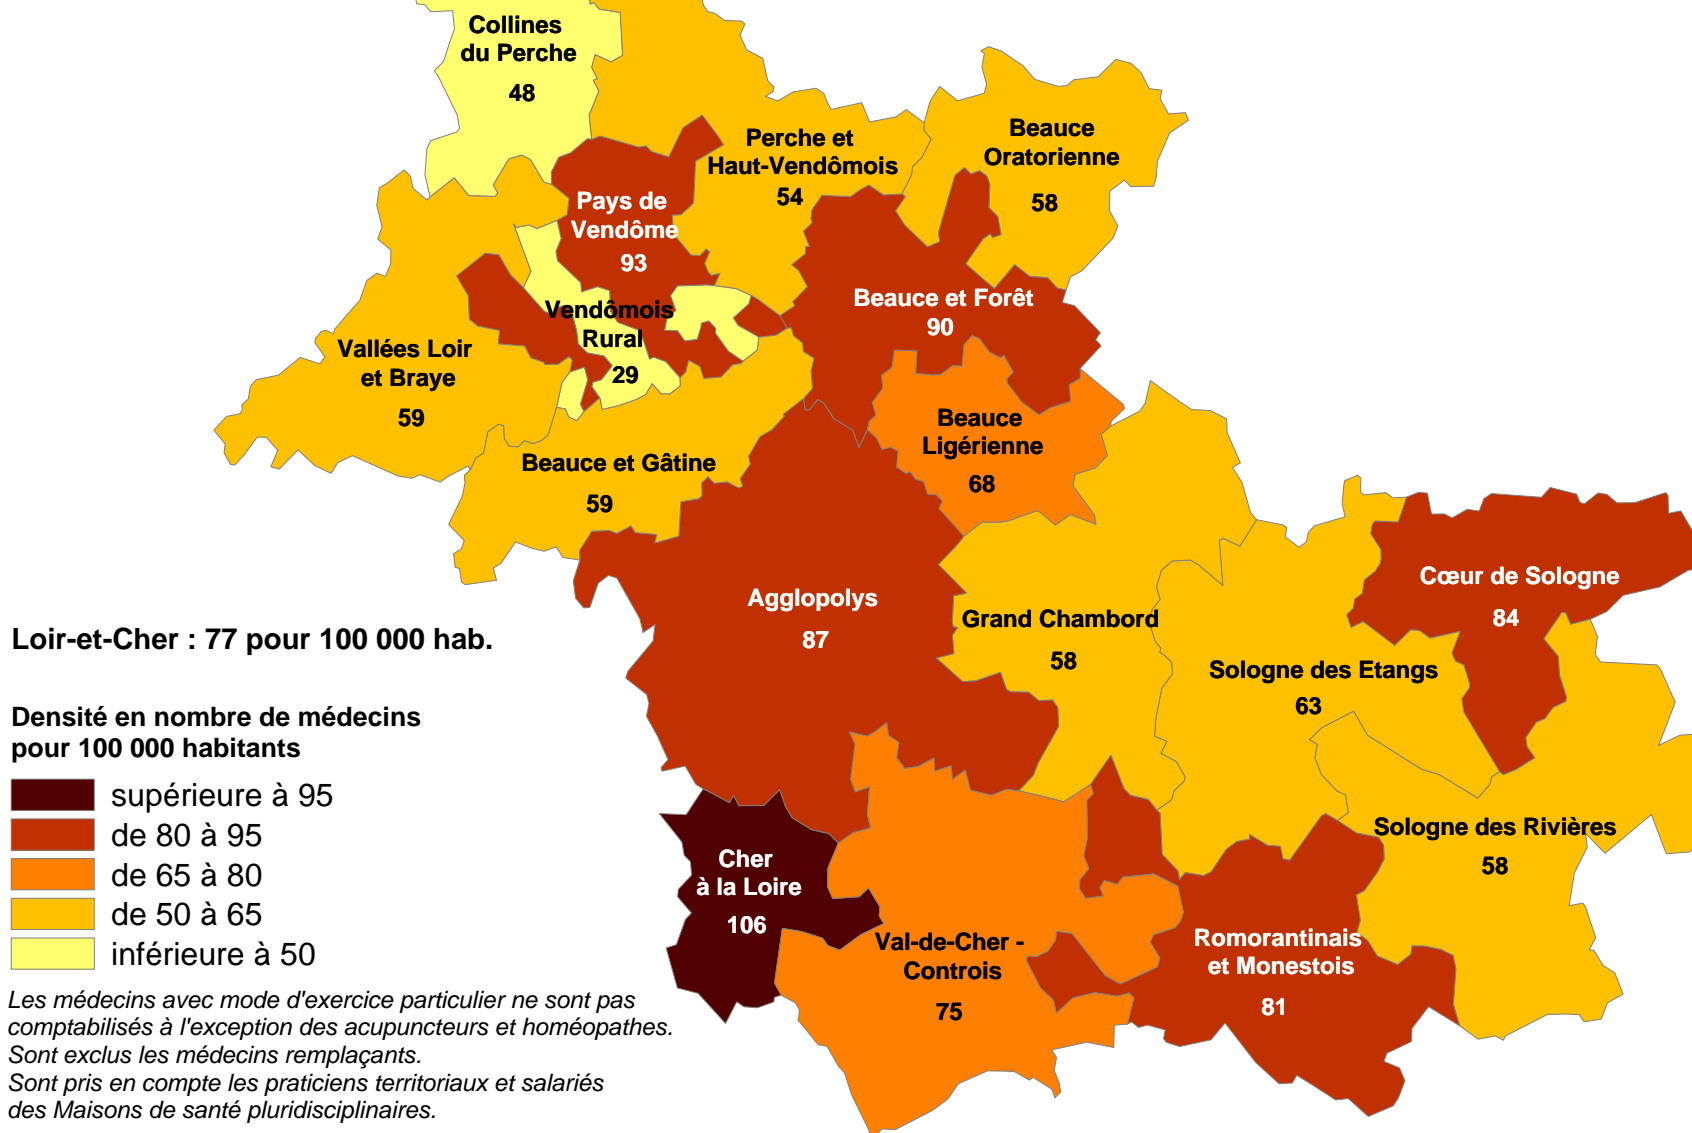 Collines
du Perche
48
Perche et
Haut-Vendômois
54
Beauce
Oratorienne
58
Pays de
Vendôme
93
Beauce et Forêt
90
Vendômois
Rural
29
Vallées Loir
et Braye
59
Beauce
Ligérienne
68
Beauce et Gâtine
59
Agglopolys
87
Grand Chambord
58
Cœur de Sologne
84
Sologne des Etangs
63
Loir-et-Cher : 77 pour 100 000 hab.
Densité en nombre de médecins
pour 100 000 habitants
supérieure à 95
de 80 à 95
de 65 à 80
de 50 à 65
inférieure à 50
Sologne des Rivières
58
Cher
à la Loire
106
Val-de-Cher -
Controis
75
Romorantinais
et Monestois
81
Les médecins avec mode d'exercice particulier ne sont pas
comptabilisés à l'exception des acupuncteurs et homéopathes.
Sont exclus les médecins remplaçants.
Sont pris en compte les praticiens territoriaux et salariés
des Maisons de santé pluridisciplinaires.